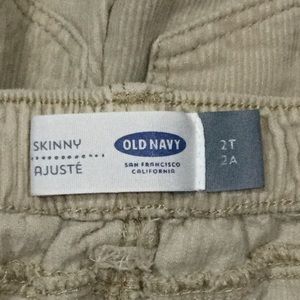 SKINNY
AJUSTÉ
OLD NAVY
SAN FRANCISCO
CALIFORNIA
2T
2A